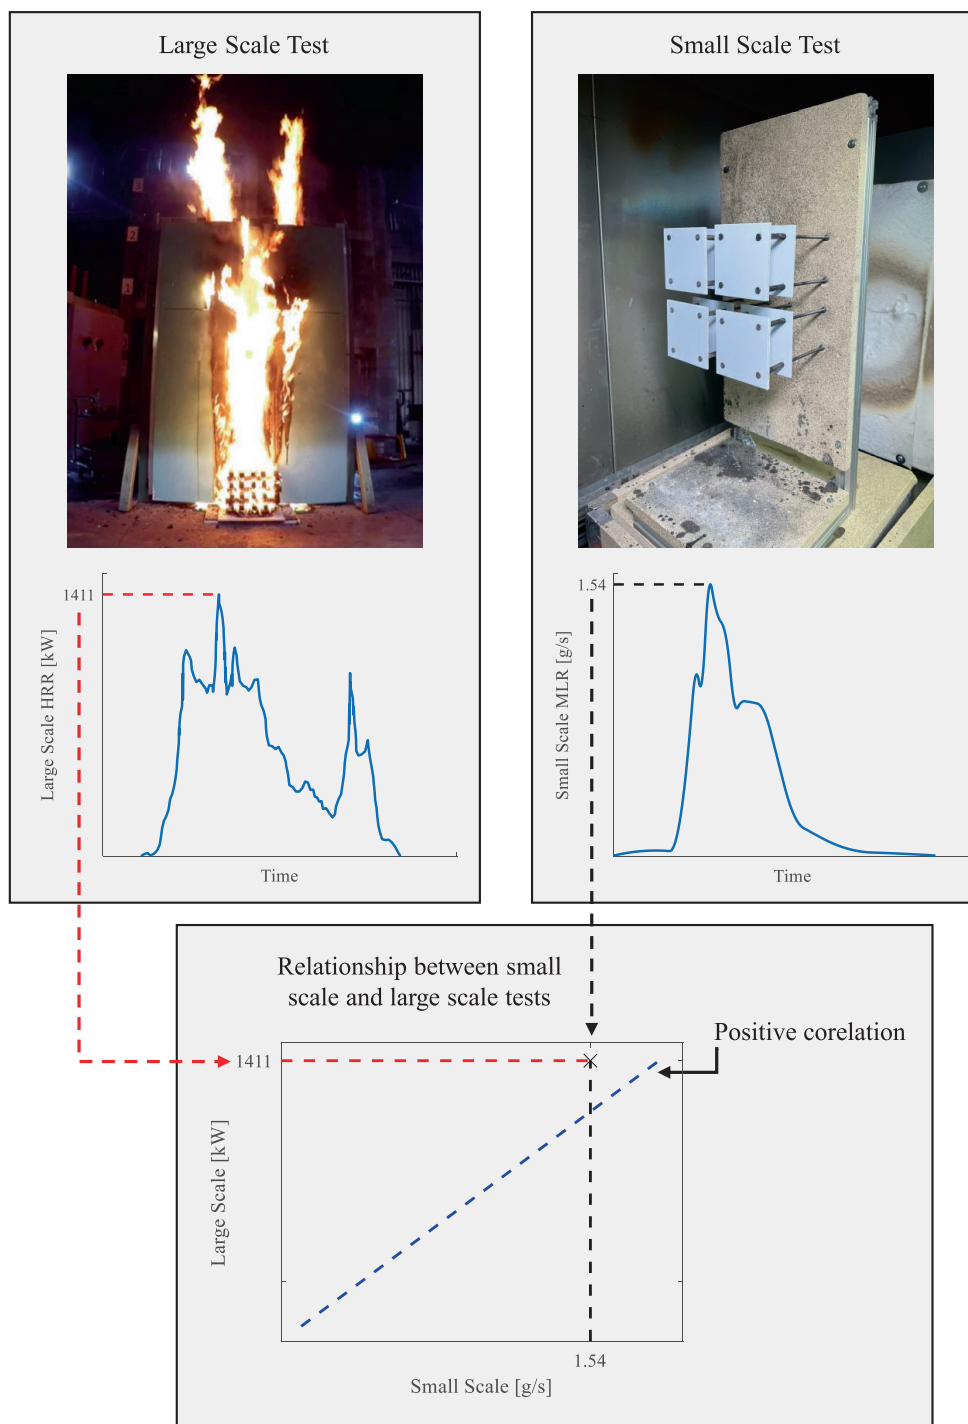 Large Scale Test
1411
Large Scale HRR [kW]
Time
Small Scale Test
1.54
Small Scale MLR [g/s]
Time
Relationship between small
scale and large scale tests
Positive corelation
1411
Large Scale [kW]
1.54
Small Scale [g/s]